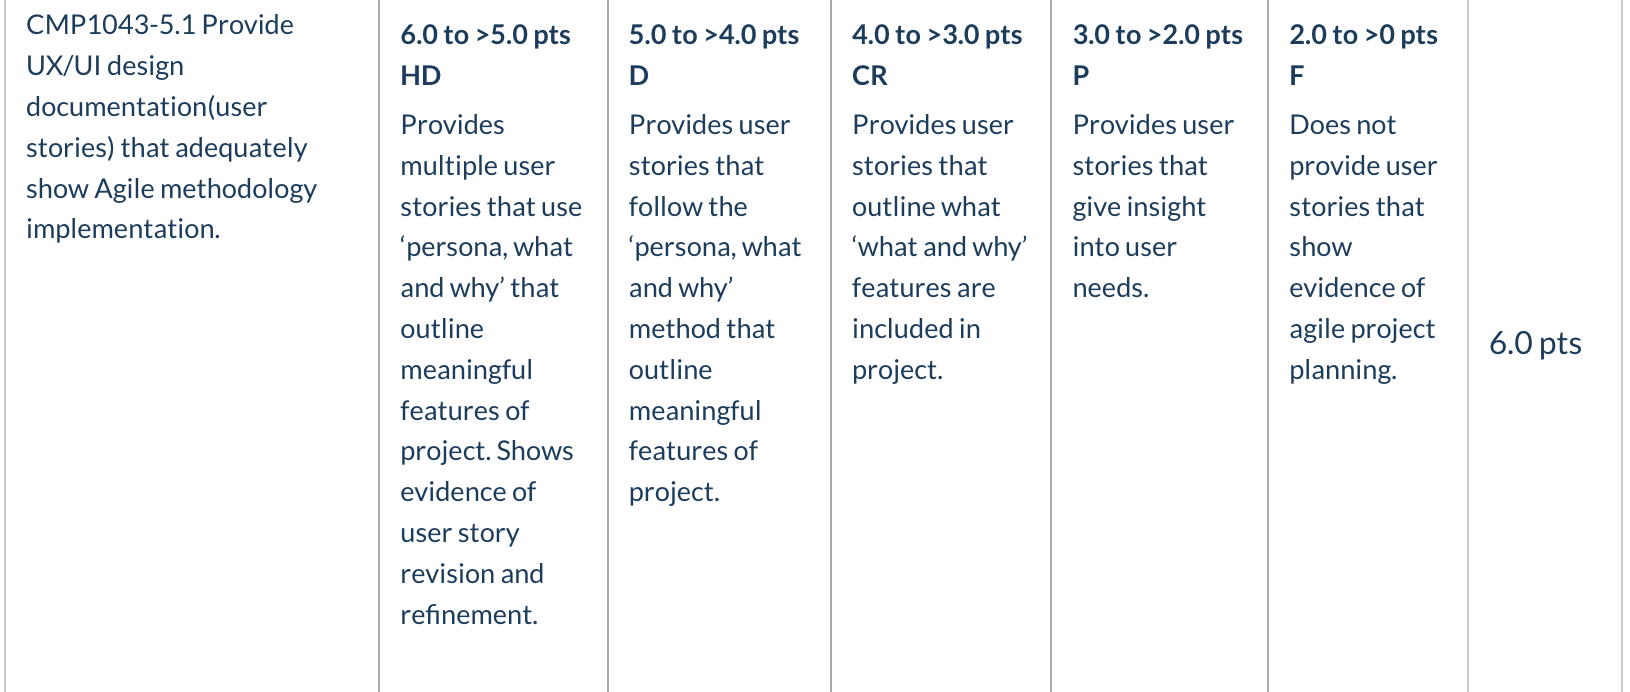 CMP1043-5.1 Provide
UX/UI design
documentation(user
stories) that adequately
show Agile methodology
implementation.
6.0 to >5.0 pts
HD
Provides
multiple user
stories that use
‘persona, what
and why’ that
outline
meaningful
features of
project. Shows
evidence of
user story
revision and
refinement.
5.0 to >4.0 pts
D
Provides user
stories that
follow the
‘persona, what
and why’
method that
outline
meaningful
features of
project.
4.0 to >3.0 pts
CR
Provides user
stories that
outline what
‘what and why’
features are
included in
project.
3.0 to >2.0 pts
P
Provides user
stories that
give insight
into user
needs.
2.0 to >0 pts
F
Does not
provide user
stories that
show
evidence of
agile project
planning.
6.0 pts